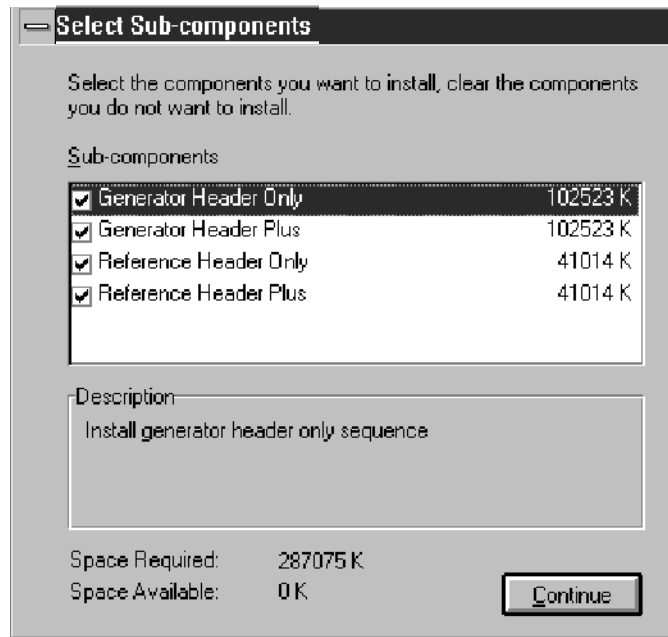 Select Sub-components
Select the components you want to install, clear the components
you do not want to install.
Sub-components
Generator Header Only 102523 K
Generator Header Plus 102523 K
Reference Header Only 41014 K
Reference Header Plus 41014 K
Description
Install generator header only sequence
Space Required: 287075 K
Space Available: 0 K
Continue